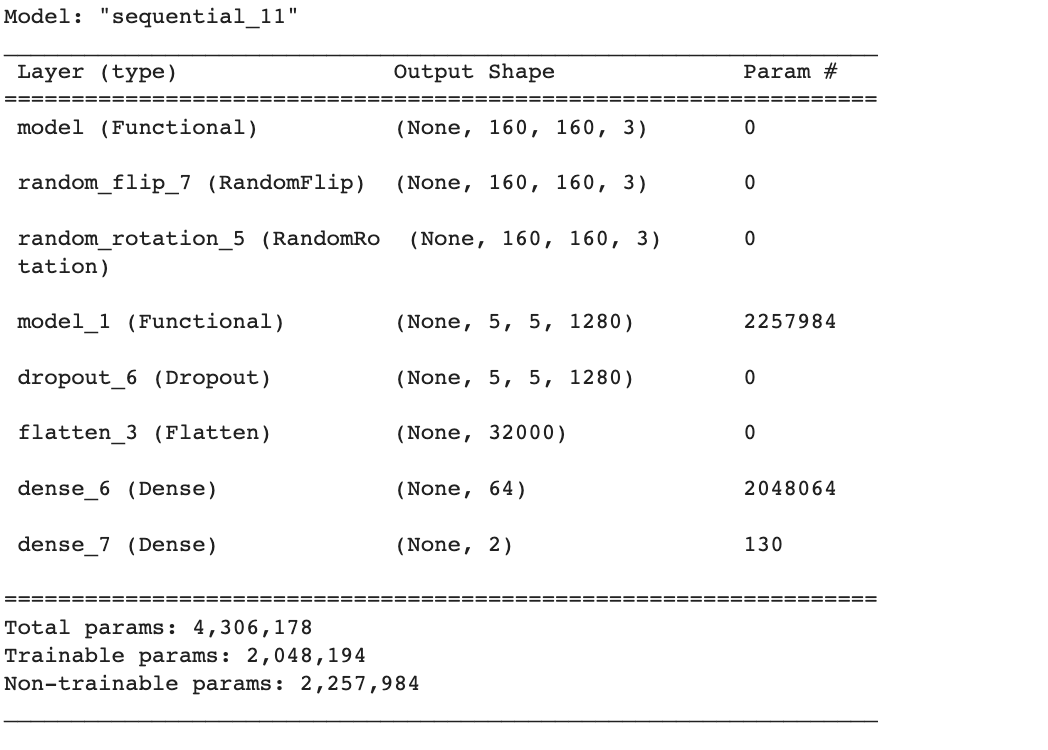 Model: "sequential_11"
Layer (type) Output Shape Param #
=================================================================
model (Functional) (None, 160, 160, 3) 0
random_flip_7 (RandomFlip) (None, 160, 160, 3) 0
random_rotation_5 (RandomRo (None, 160, 160, 3) 0
tation)
model_1 (Functional) (None, 5, 5, 1280) 2257984
dropout_6 (Dropout) (None, 5, 5, 1280) 0
flatten_3 (Flatten) (None, 32000) 0
dense_6 (Dense) (None, 64) 2048064
dense_7 (Dense) (None, 2) 130
=================================================================
Total params: 4,306,178
Trainable params: 2,048,194
Non-trainable params: 2,257,984